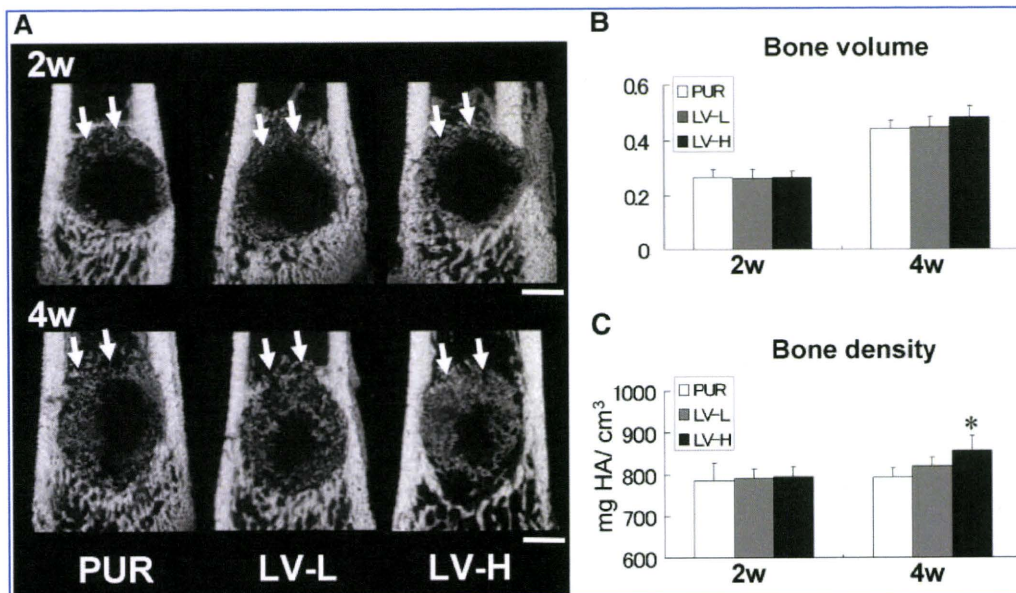 A
2w
4w
PUR LV-L LV-H
B
Bone volume
0.6
0.4
0.2
0
PUR
LV-L
LV-H
2w 4w
C
Bone density
mg HA/ cm³
1000
900
800
700
600
PUR
LV-L
LV-H
*
2w 4w